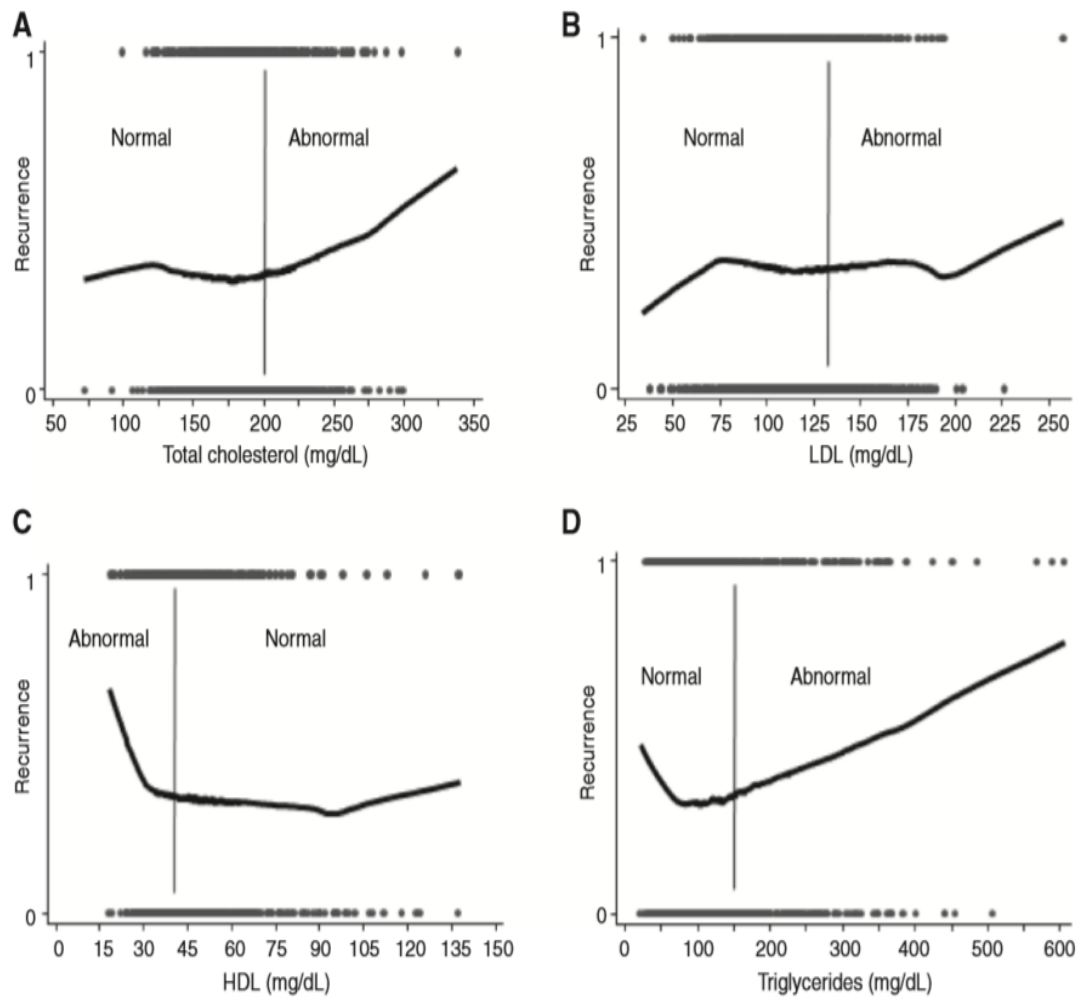 A
1
Normal Abnormal
Recurrence
0
50 100 150 200 250 300 350
Total cholesterol (mg/dL)
B
1
Normal Abnormal
Recurrence
0
25 50 75 100 125 150 175 200 225 250
LDL (mg/dL)
C
1
Abnormal Normal
Recurrence
0
0 15 30 45 60 75 90 105 120 135 150
HDL (mg/dL)
D
1
Normal Abnormal
Recurrence
0
0 100 200 300 400 500 600
Triglycerides (mg/dL)